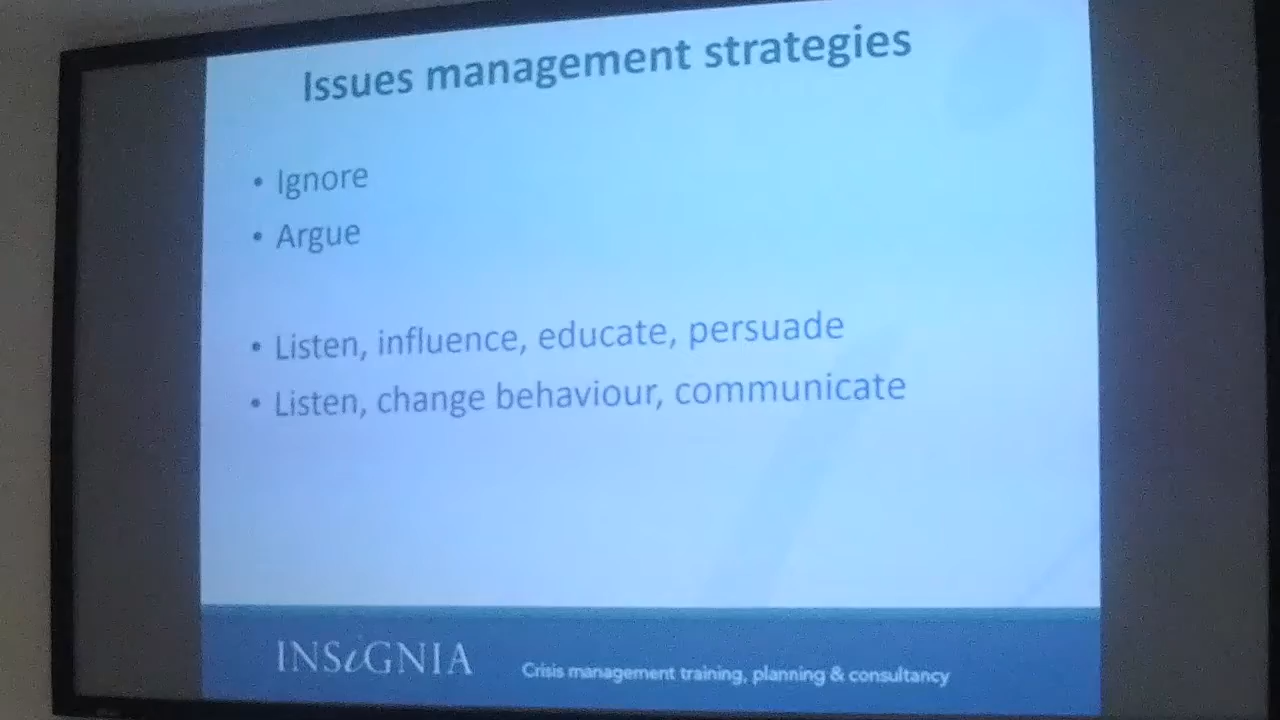 Issues management strategies
• Ignore
• Argue
• Listen, influence, educate, persuade
• Listen, change behaviour, communicate
INSiGNIA
Crisis management training, planning & consultancy